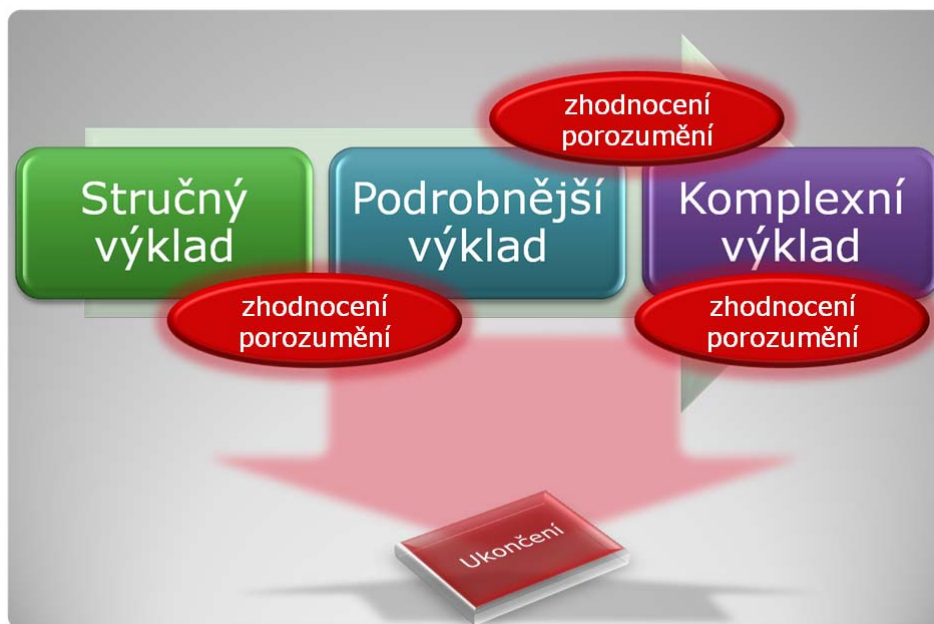 zhodnocení
porozumění
Stručný
výklad
Podrobnější
výklad
Komplexní
výklad
zhodnocení
porozumění
zhodnocení
porozumění
Ukončení